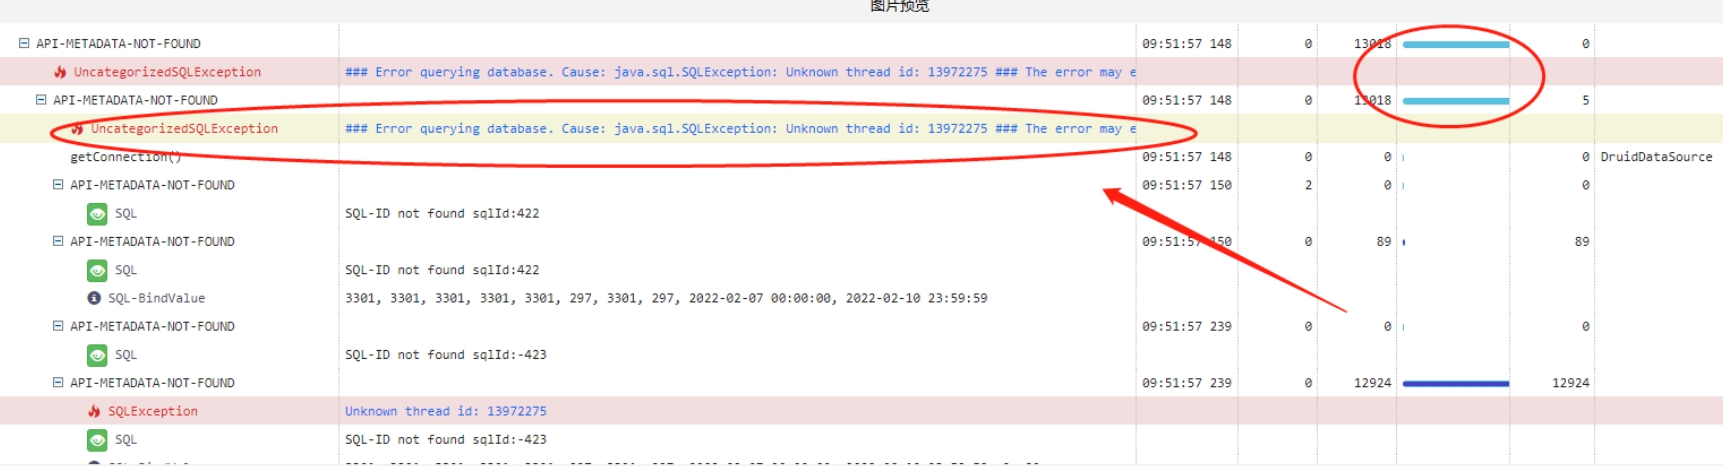 图片预览
API-METADATA-NOT-FOUND 09:51:57 148 0 13018 0
UncategorizedSQLException ### Error querying database. Cause: java.sql.SQLException: Unknown thread id: 13972275 ### The error may e
API-METADATA-NOT-FOUND 09:51:57 148 0 13018 5
UncategorizedSQLException ### Error querying database. Cause: java.sql.SQLException: Unknown thread id: 13972275 ### The error may e
getConnection() 09:51:57 148 0 0 0 DruidDataSource
API-METADATA-NOT-FOUND 09:51:57 150 2 0 0
SQL SQL-ID not found sqlId:422
API-METADATA-NOT-FOUND 09:51:57 150 0 89 89
SQL SQL-ID not found sqlId:422
SQL-BindValue 3301, 3301, 3301, 3301, 3301, 297, 3301, 297, 2022-02-07 00:00:00, 2022-02-10 23:59:59
API-METADATA-NOT-FOUND 09:51:57 239 0 0 0
SQL SQL-ID not found sqlId:-423
API-METADATA-NOT-FOUND 09:51:57 239 0 12924 12924
SQLException Unknown thread id: 13972275
SQL SQL-ID not found sqlId:-423